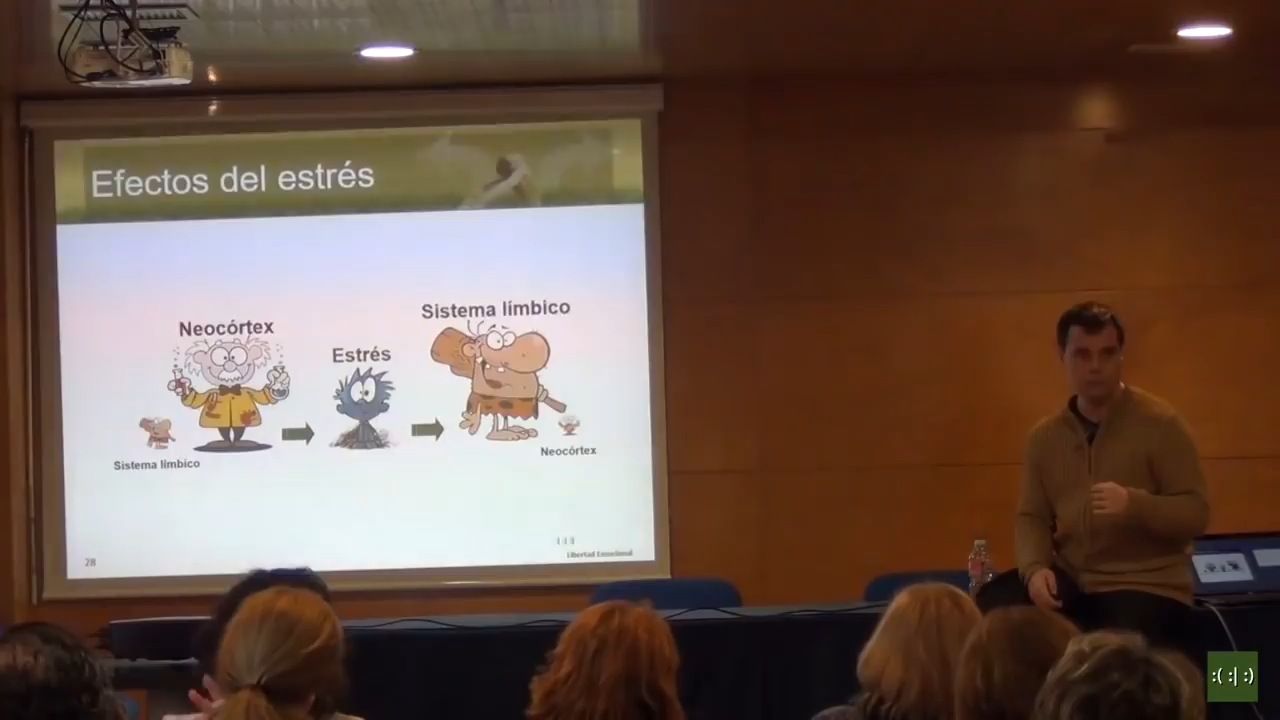 Efectos del estrés
Sistema límbico
Neocórtex
Estrés
Sistema límbico
Neocórtex
28
Libertad Emocional
:( :| :)